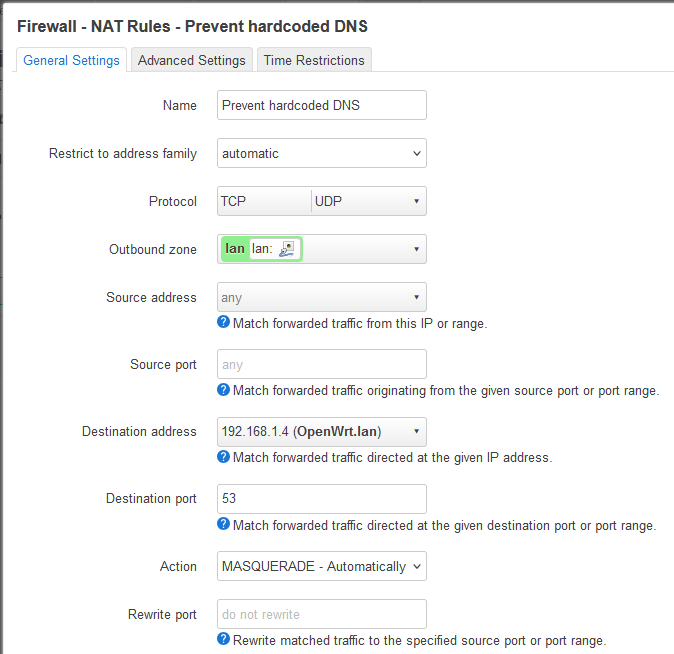 Firewall - NAT Rules - Prevent hardcoded DNS
General Settings Advanced Settings Time Restrictions
Name Prevent hardcoded DNS
Restrict to address family automatic
Protocol TCP UDP
Outbound zone lan lan:
Source address any
Match forwarded traffic from this IP or range.
Source port any
Match forwarded traffic originating from the given source port or port range.
Destination address 192.168.1.4 (OpenWrt.lan)
Match forwarded traffic directed at the given IP address.
Destination port 53
Match forwarded traffic directed at the given destination port or port range.
Action MASQUERADE - Automatically
Rewrite port do not rewrite
Rewrite matched traffic to the specified source port or port range.